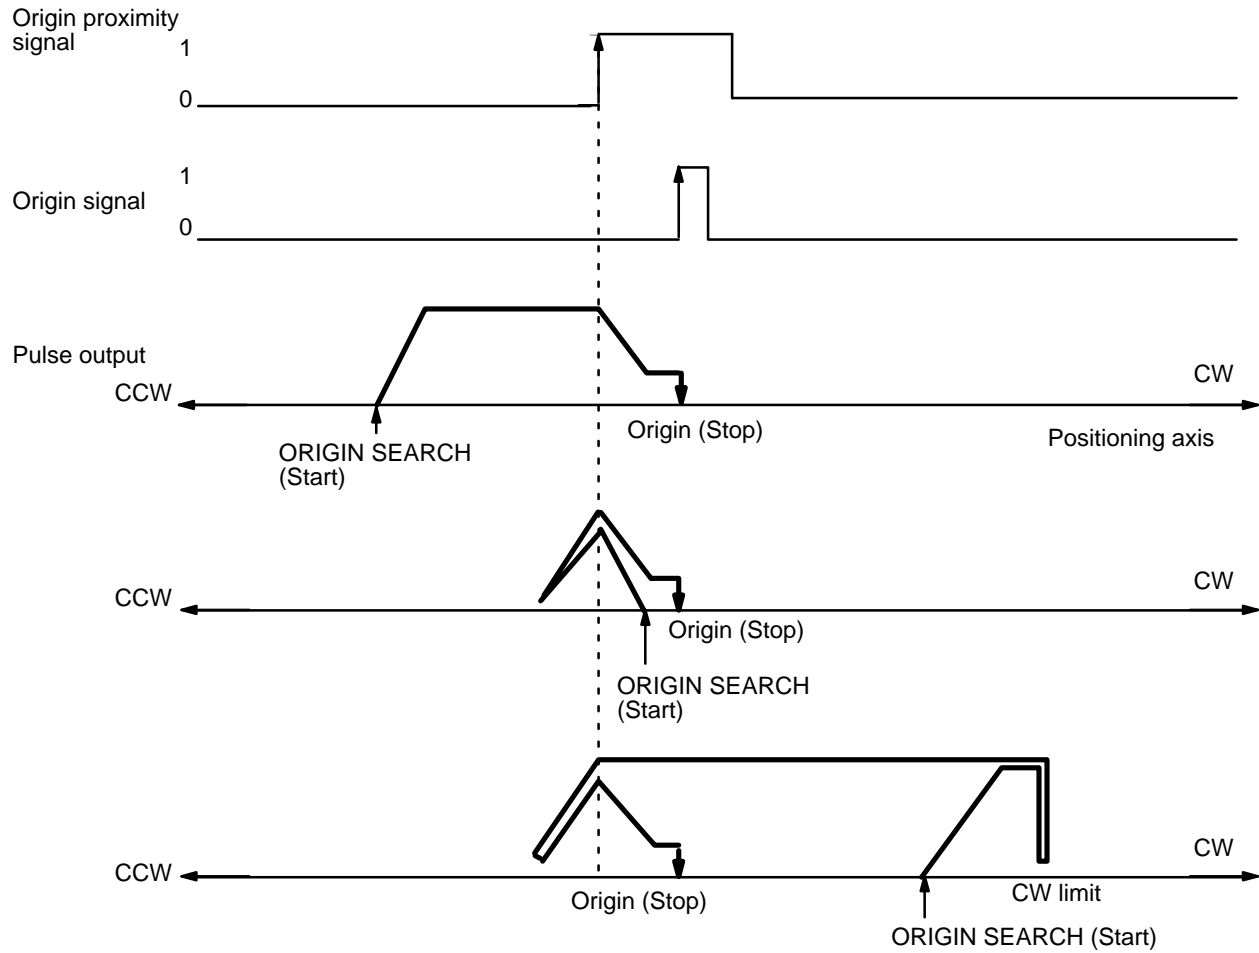 Origin proximity
signal
1
0
1
Origin signal
0
Pulse output
CCW
CW
Origin (Stop)
Positioning axis
ORIGIN SEARCH
(Start)
CCW
CW
Origin (Stop)
ORIGIN SEARCH
(Start)
CCW
CW
Origin (Stop)
CW limit
ORIGIN SEARCH (Start)